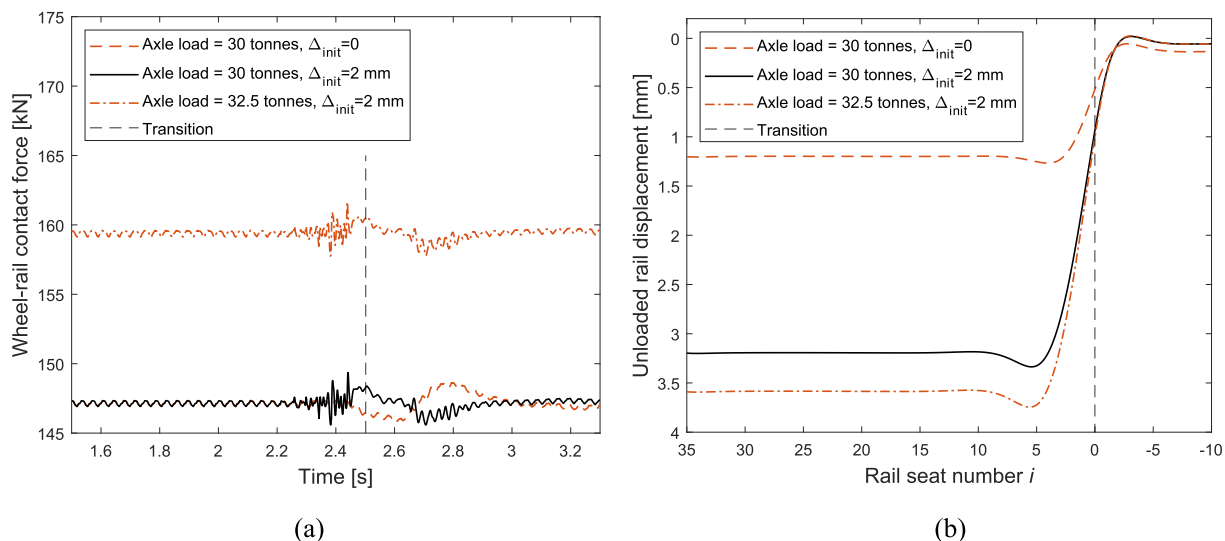 175
170
165
160
155
150
145
Wheel-rail contact force [kN]
Axle load = 30 tonnes, Δinit=0
Axle load = 30 tonnes, Δinit=2 mm
Axle load = 32.5 tonnes, Δinit=2 mm
Transition
1.6 1.8 2 2.2 2.4 2.6 2.8 3 3.2
Time [s]
(a)
0
0.5
1
1.5
2
2.5
3
3.5
4
Unloaded rail displacement [mm]
Axle load = 30 tonnes, Δinit=0
Axle load = 30 tonnes, Δinit=2 mm
Axle load = 32.5 tonnes, Δinit=2 mm
Transition
35 30 25 20 15 10 5 0 -5 -10
Rail seat number i
(b)